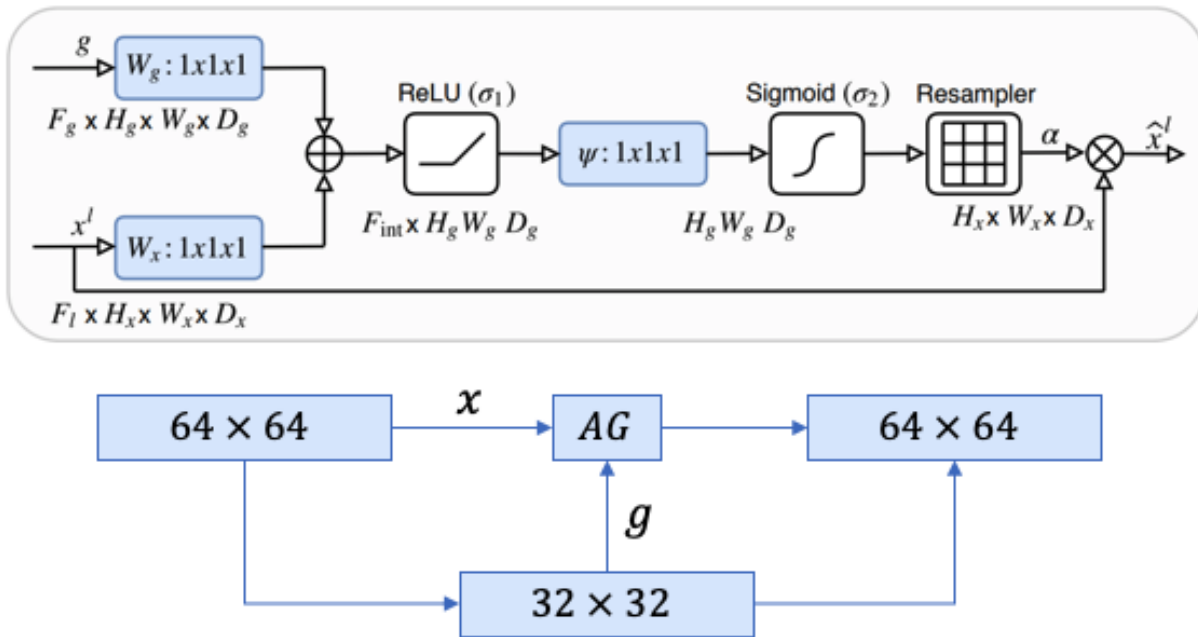 g
W_g : 1x1x1
F_g x H_g x W_g x D_g
ReLU (σ_1)
Sigmoid (σ_2)
Resampler
ψ: 1x1x1
α
x̂^l
F_int x H_g W_g D_g
H_g W_g D_g
H_x x W_x x D_x
x^l
W_x : 1x1x1
F_l x H_x x W_x x D_x
64 × 64
x
AG
64 × 64
g
32 × 32